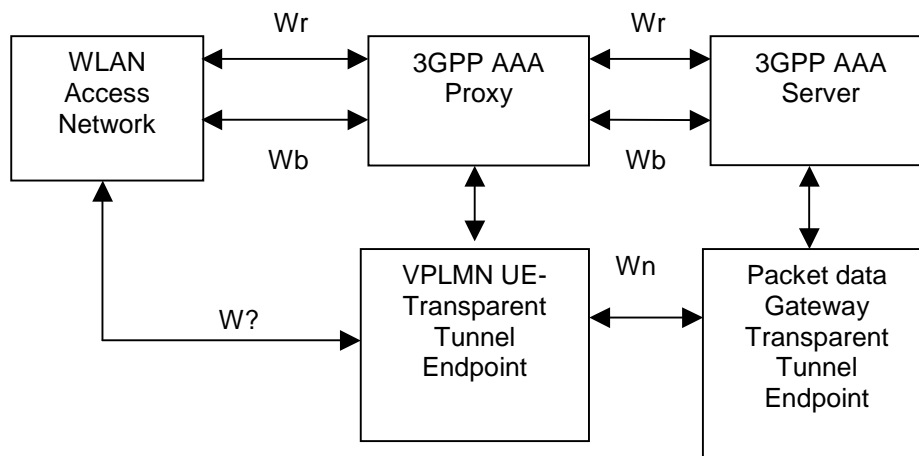 Wr
Wr
WLAN
Access
Network
3GPP AAA
Proxy
3GPP AAA
Server
Wb
Wb
VPLMN UE-
Transparent
Tunnel
Endpoint
Wn
Packet data
Gateway
Transparent
Tunnel
Endpoint
W?